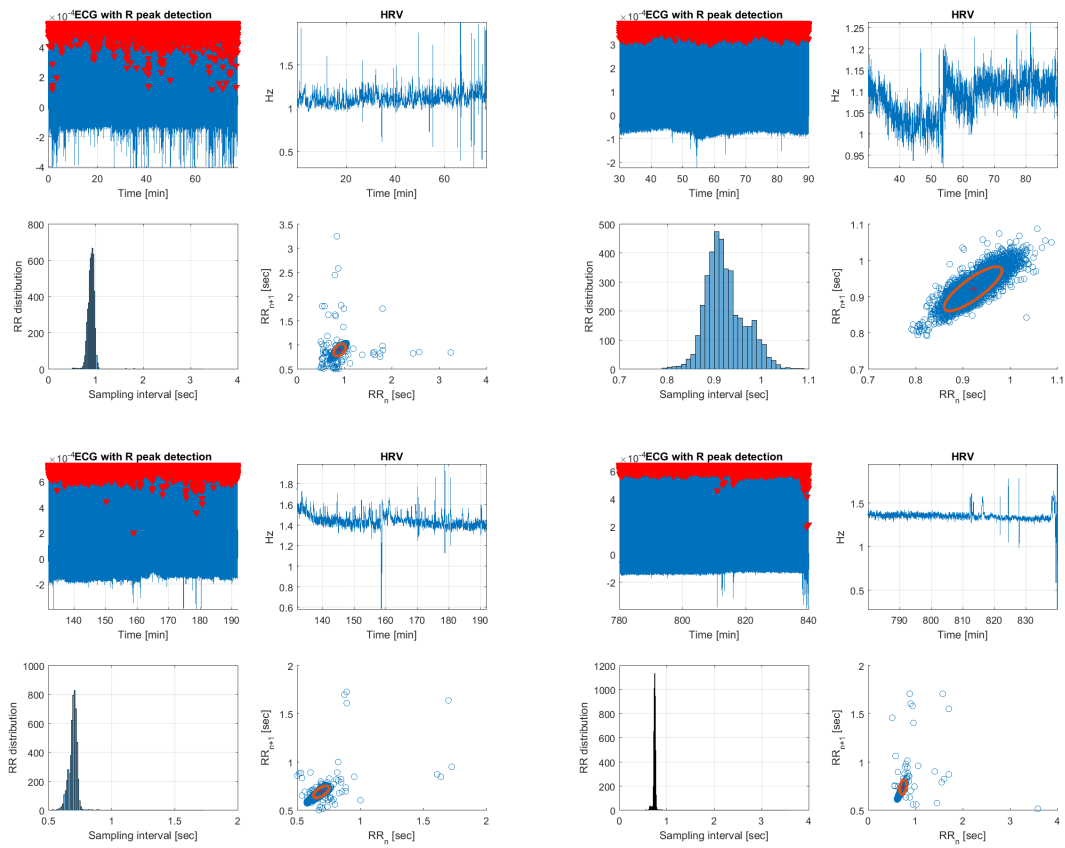 ×10⁻⁴ ECG with R peak detection
4
2
0
-2
-4
0 20 40 60
Time [min]
HRV
Hz
1.5
1
0.5
20 40 60
Time [min]
×10⁻⁴ ECG with R peak detection
3
2
1
0
-1
-2
30 40 50 60 70 80 90
Time [min]
HRV
Hz
1.25
1.2
1.15
1.1
1.05
1
0.95
40 50 60 70 80
Time [min]
RR distribution
800
600
400
200
0
0 1 2 3 4
Sampling interval [sec]
RRₙ₊₁ [sec]
3.5
3
2.5
2
1.5
1
0.5
0 1 2 3 4
RRₙ [sec]
RR distribution
500
400
300
200
100
0
0.7 0.8 0.9 1 1.1
Sampling interval [sec]
RRₙ₊₁ [sec]
1.1
1
0.9
0.8
0.7
0.7 0.8 0.9 1 1.1
RRₙ [sec]
×10⁻⁴ ECG with R peak detection
6
4
2
0
-2
140 150 160 170 180 190
Time [min]
HRV
Hz
1.8
1.6
1.4
1.2
1
0.8
0.6
140 150 160 170 180 190
Time [min]
×10⁻⁴ ECG with R peak detection
6
4
2
0
-2
780 800 820 840
Time [min]
HRV
Hz
1.5
1
0.5
790 800 810 820 830
Time [min]
RR distribution
1000
800
600
400
200
0
0.5 1 1.5 2
Sampling interval [sec]
RRₙ₊₁ [sec]
2
1.5
1
0.5
0.5 1 1.5 2
RRₙ [sec]
RR distribution
1200
1000
800
600
400
200
0
0 1 2 3 4
Sampling interval [sec]
RRₙ₊₁ [sec]
2
1.5
1
0.5
0 1 2 3 4
RRₙ [sec]